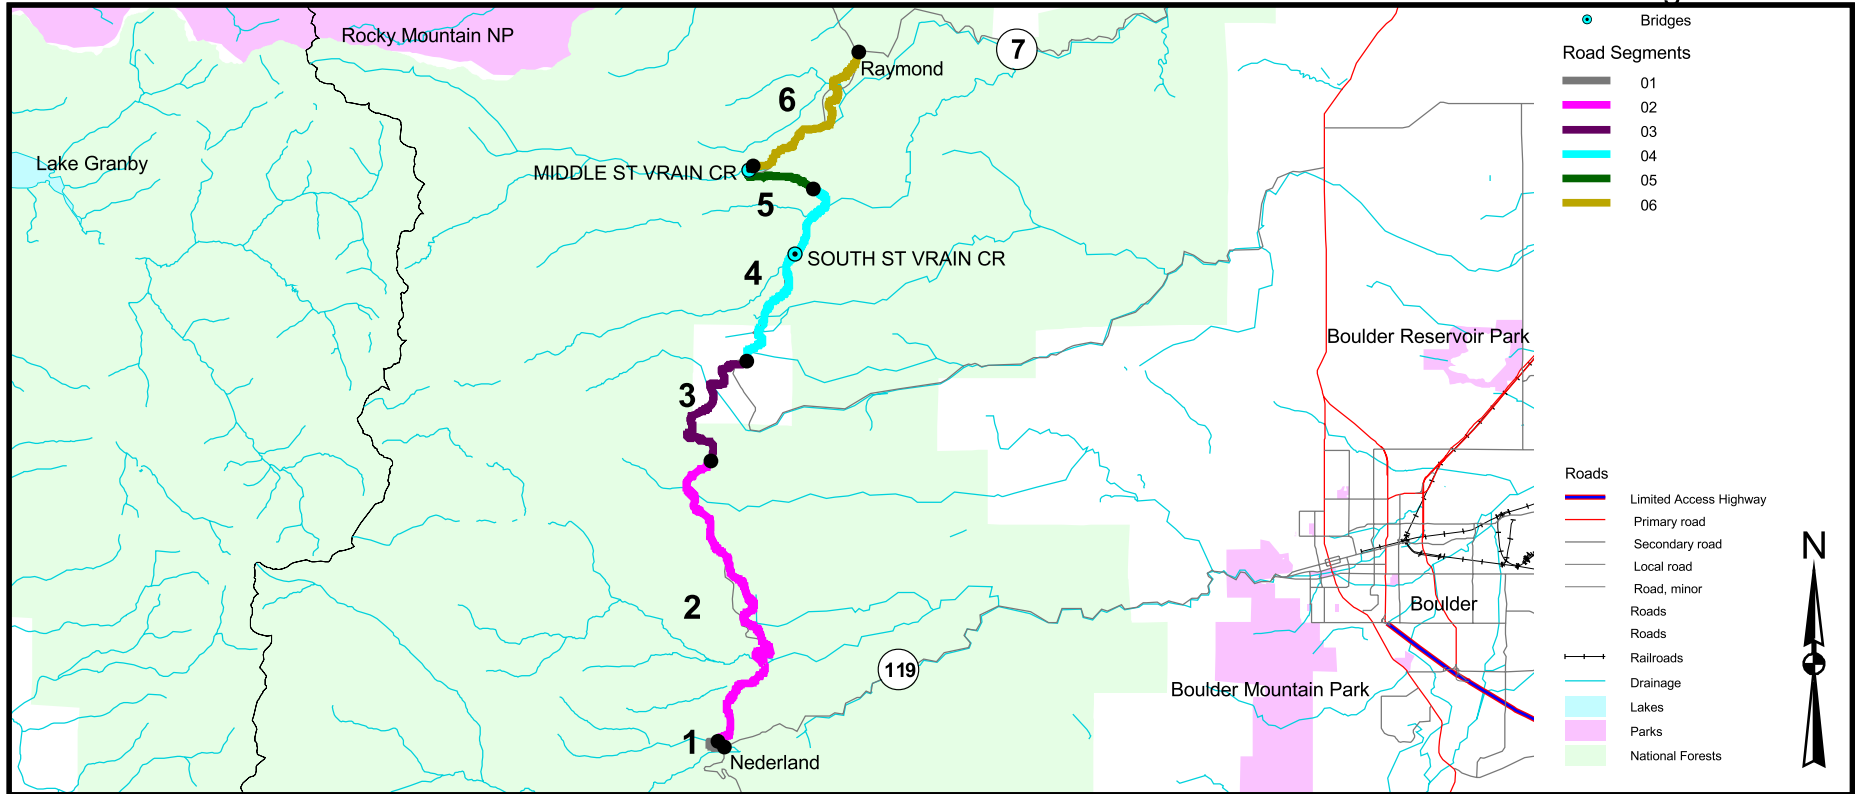 Bridges
Road Segments
01
02
03
04
05
06
Rocky Mountain NP
7
Raymond
6
Lake Granby
MIDDLE ST VRAIN CR
5
SOUTH ST VRAIN CR
4
Boulder Reservoir Park
3
2
Boulder
119
Boulder Mountain Park
1
Nederland
Roads
Limited Access Highway
Primary road
Secondary road
Local road
Road, minor
Roads
Roads
Railroads
Drainage
Lakes
Parks
National Forests
N